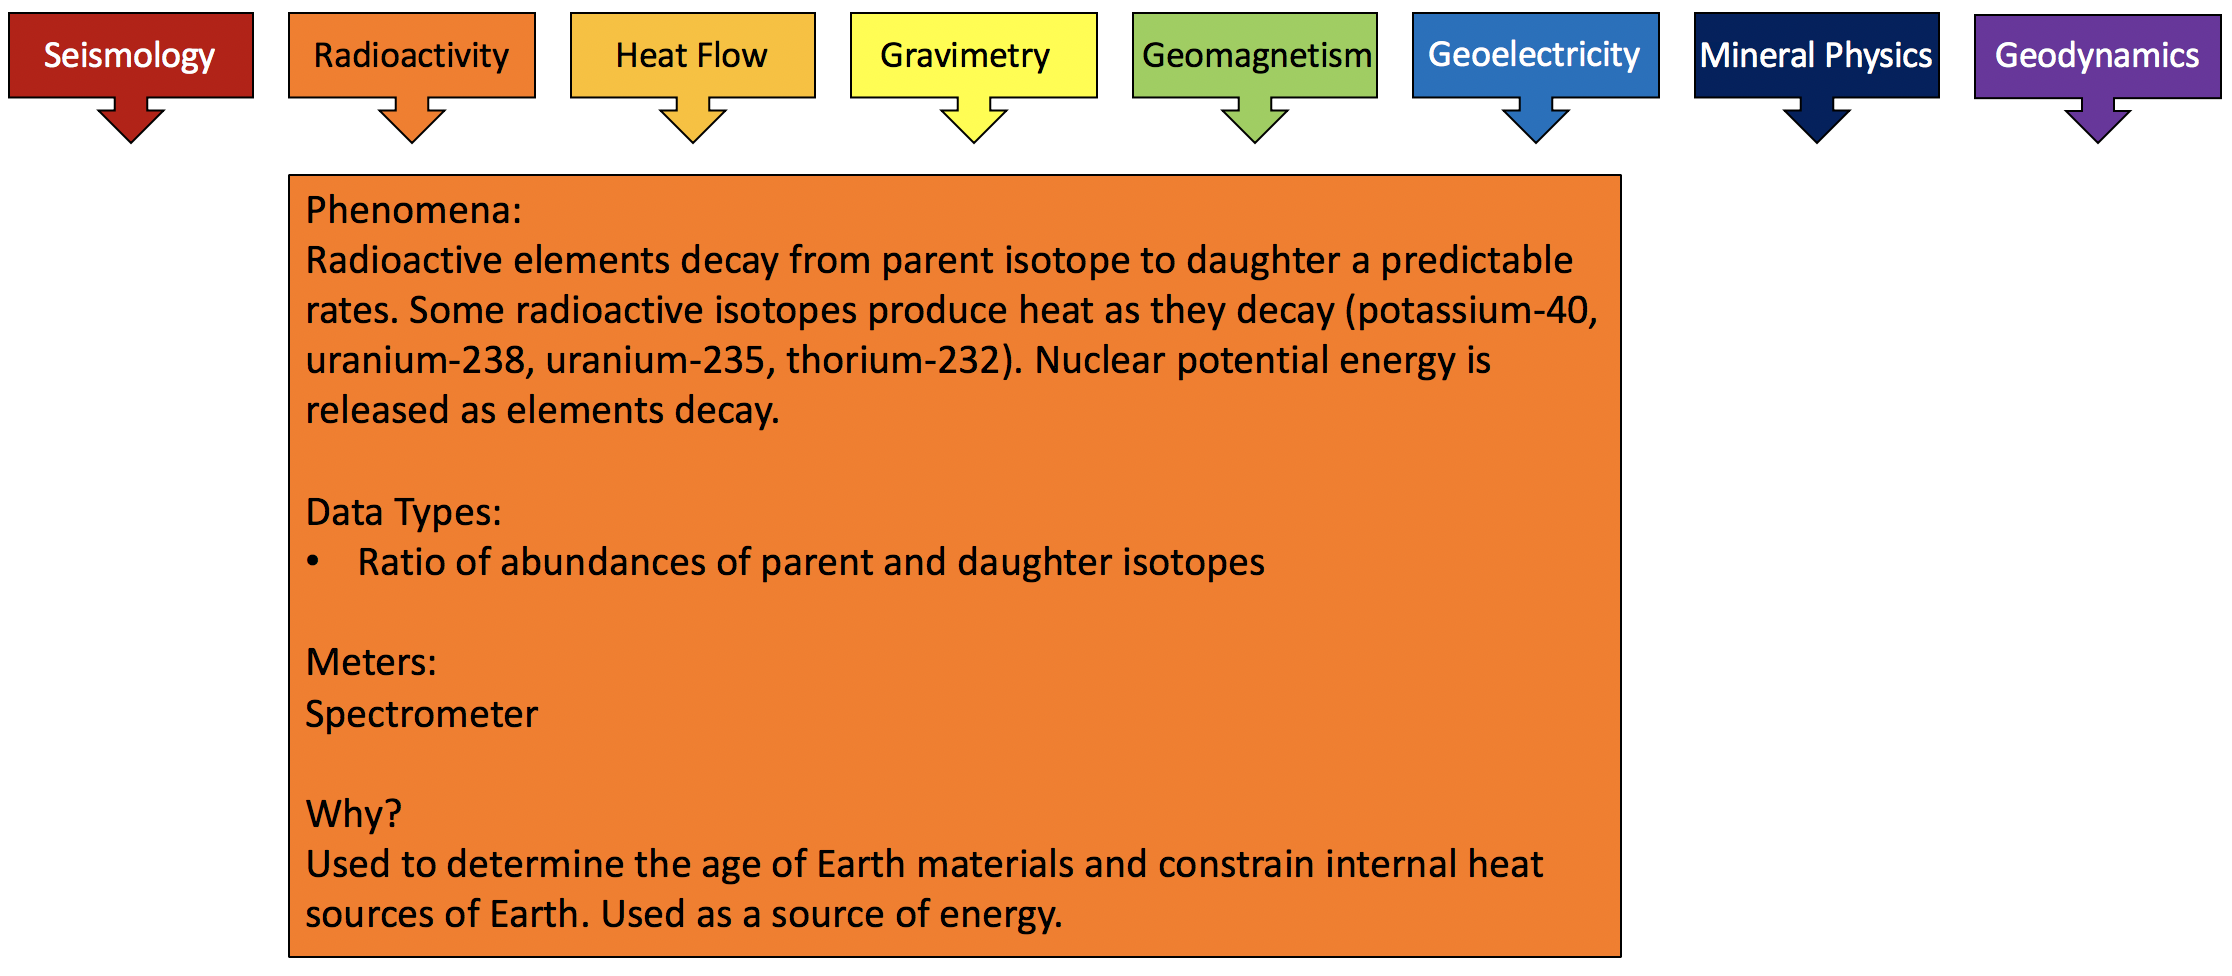 Seismology
Radioactivity
Heat Flow
Gravimetry
Geomagnetism
Geoelectricity
Mineral Physics
Geodynamics
Phenomena:
Radioactive elements decay from parent isotope to daughter a predictable
rates. Some radioactive isotopes produce heat as they decay (potassium-40,
uranium-238, uranium-235, thorium-232). Nuclear potential energy is
released as elements decay.
Data Types:
• Ratio of abundances of parent and daughter isotopes
Meters:
Spectrometer
Why?
Used to determine the age of Earth materials and constrain internal heat
sources of Earth. Used as a source of energy.